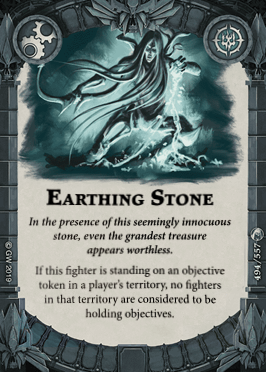 EARTHING STONE
In the presence of this seemingly innocuous
stone, even the grandest treasure
appears worthless.
If this fighter is standing on an objective
token in a player's territory, no fighters
in that territory are considered to be
holding objectives.
© GW 2019
494/557